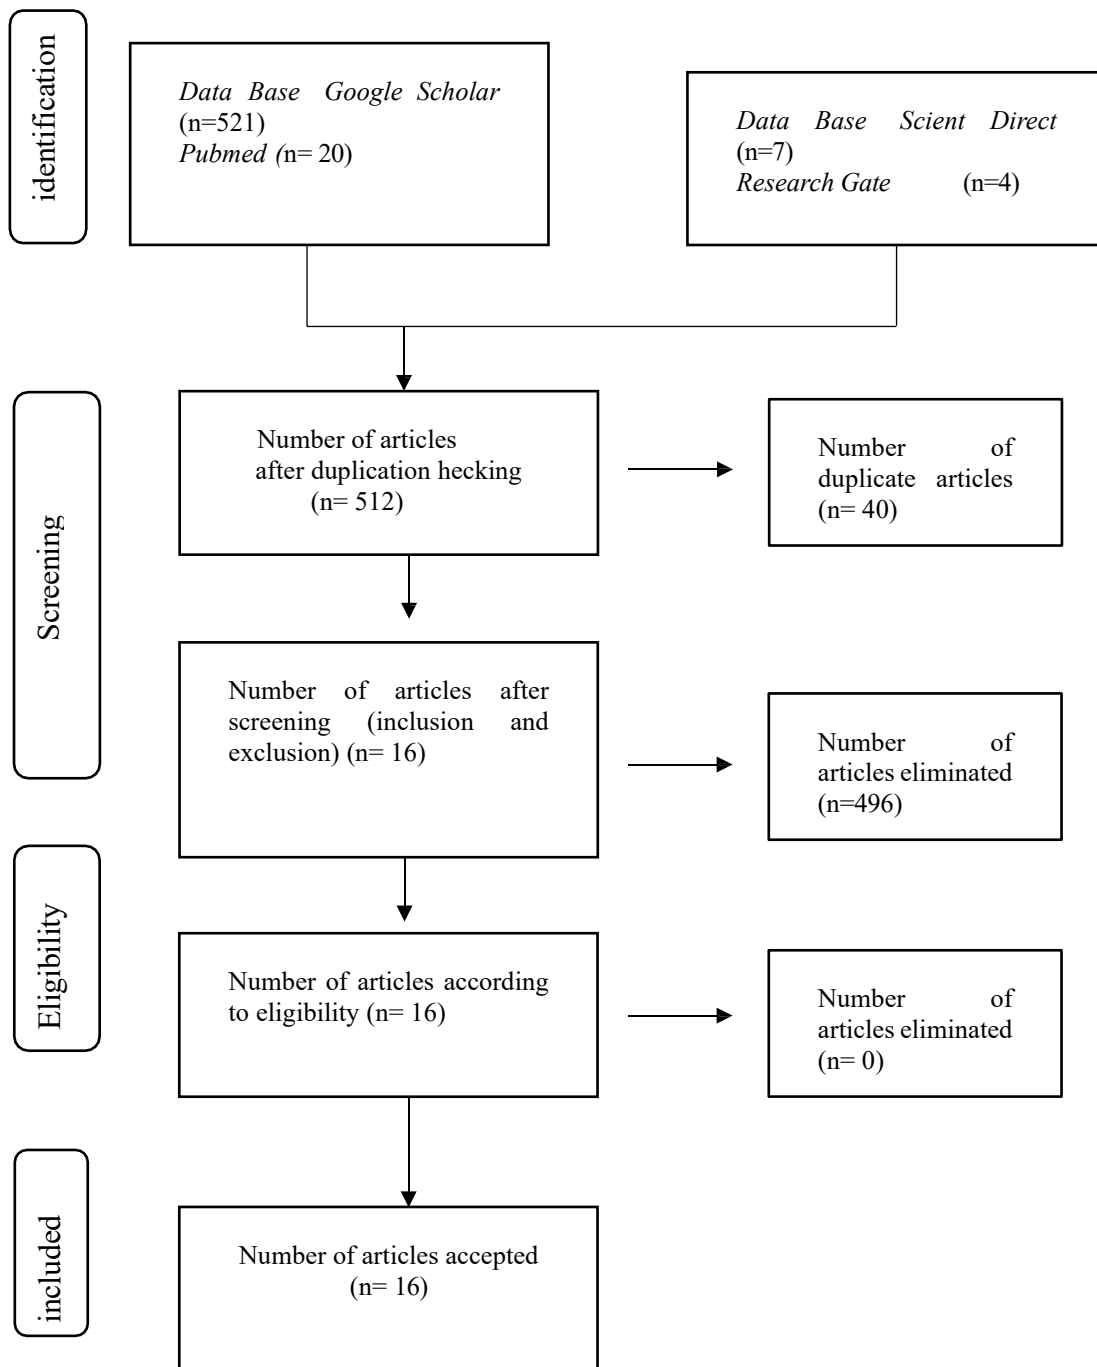 identification
Data Base Google Scholar
(n=521)
Pubmed (n= 20)
Data Base Scient Direct
(n=7)
Research Gate (n=4)
Screening
Number of articles
after duplication hecking
(n= 512)
Number of
duplicate articles
(n= 40)
Number of articles after
screening (inclusion and
exclusion) (n= 16)
Number of
articles eliminated
(n=496)
Eligibility
Number of articles according
to eligibility (n= 16)
Number of
articles eliminated
(n= 0)
included
Number of articles accepted
(n= 16)